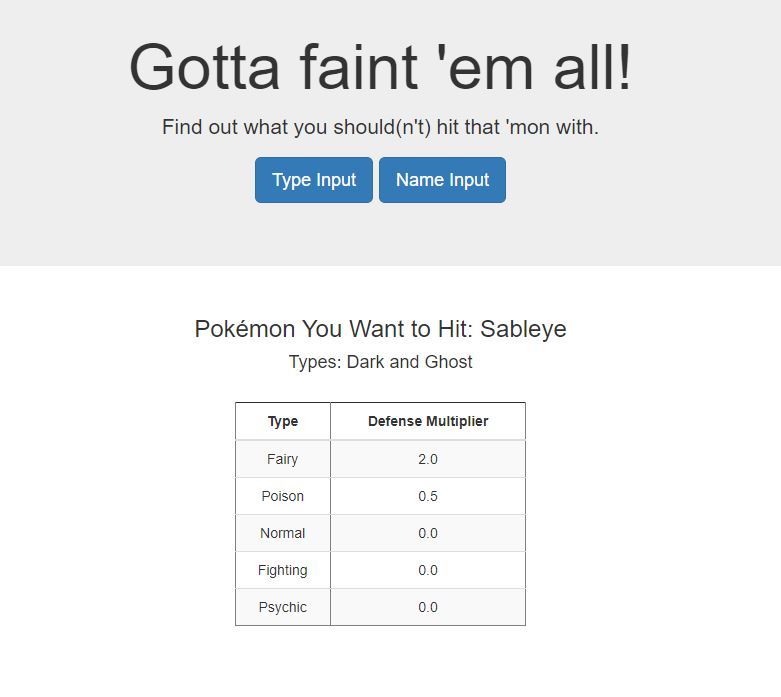 Gotta faint 'em all!
Find out what you should(n't) hit that 'mon with.
Type Input Name Input
Pokémon You Want to Hit: Sableye
Types: Dark and Ghost
Type Defense Multiplier
Fairy 2.0
Poison 0.5
Normal 0.0
Fighting 0.0
Psychic 0.0